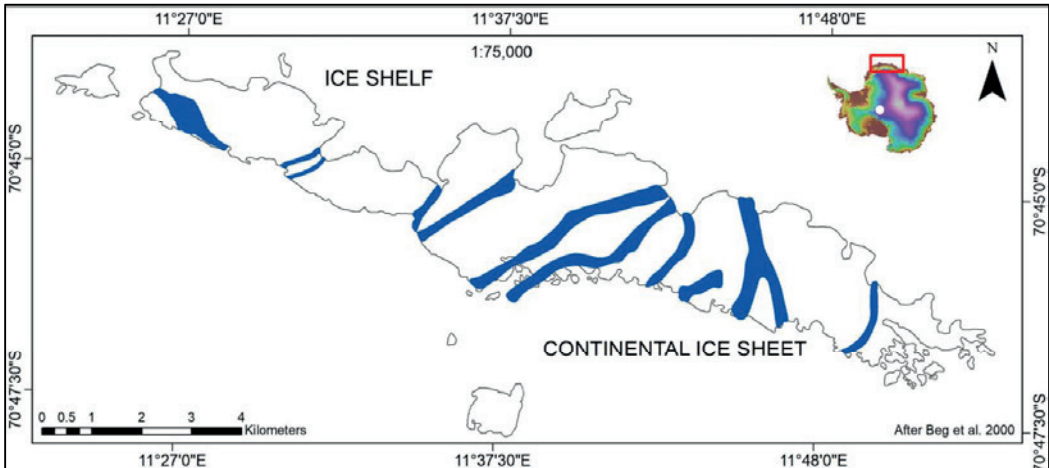 11°27'0"E 11°37'30"E 11°48'0"E
1:75,000
N
ICE SHELF
70°45'0"S
70°45'0"S
CONTINENTAL ICE SHEET
70°47'30"S
70°47'30"S
0 0.5 1 2 3 4
Kilometers
After Beg et al. 2000
11°27'0"E 11°37'30"E 11°48'0"E